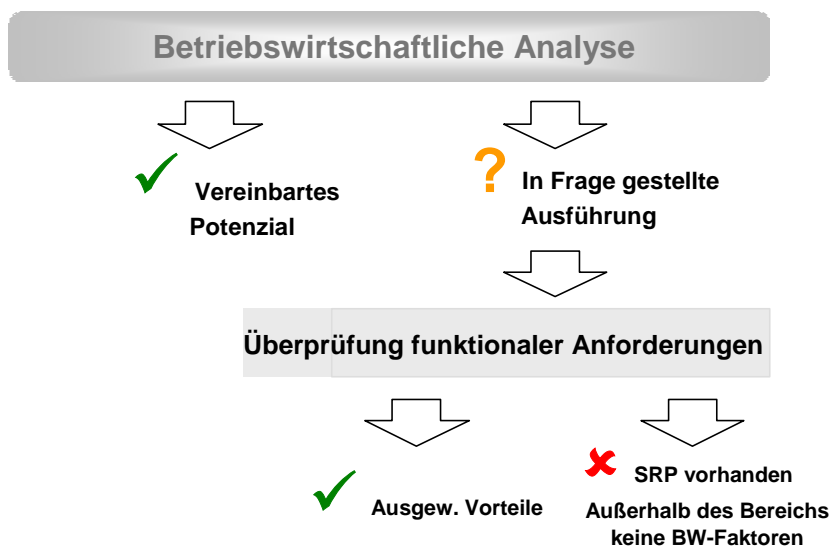 Betriebswirtschaftliche Analyse
Vereinbartes
Potenzial
? In Frage gestellte
Ausführung
Überprüfung funktionaler Anforderungen
Ausgew. Vorteile
SRP vorhanden
Außerhalb des Bereichs
keine BW-Faktoren